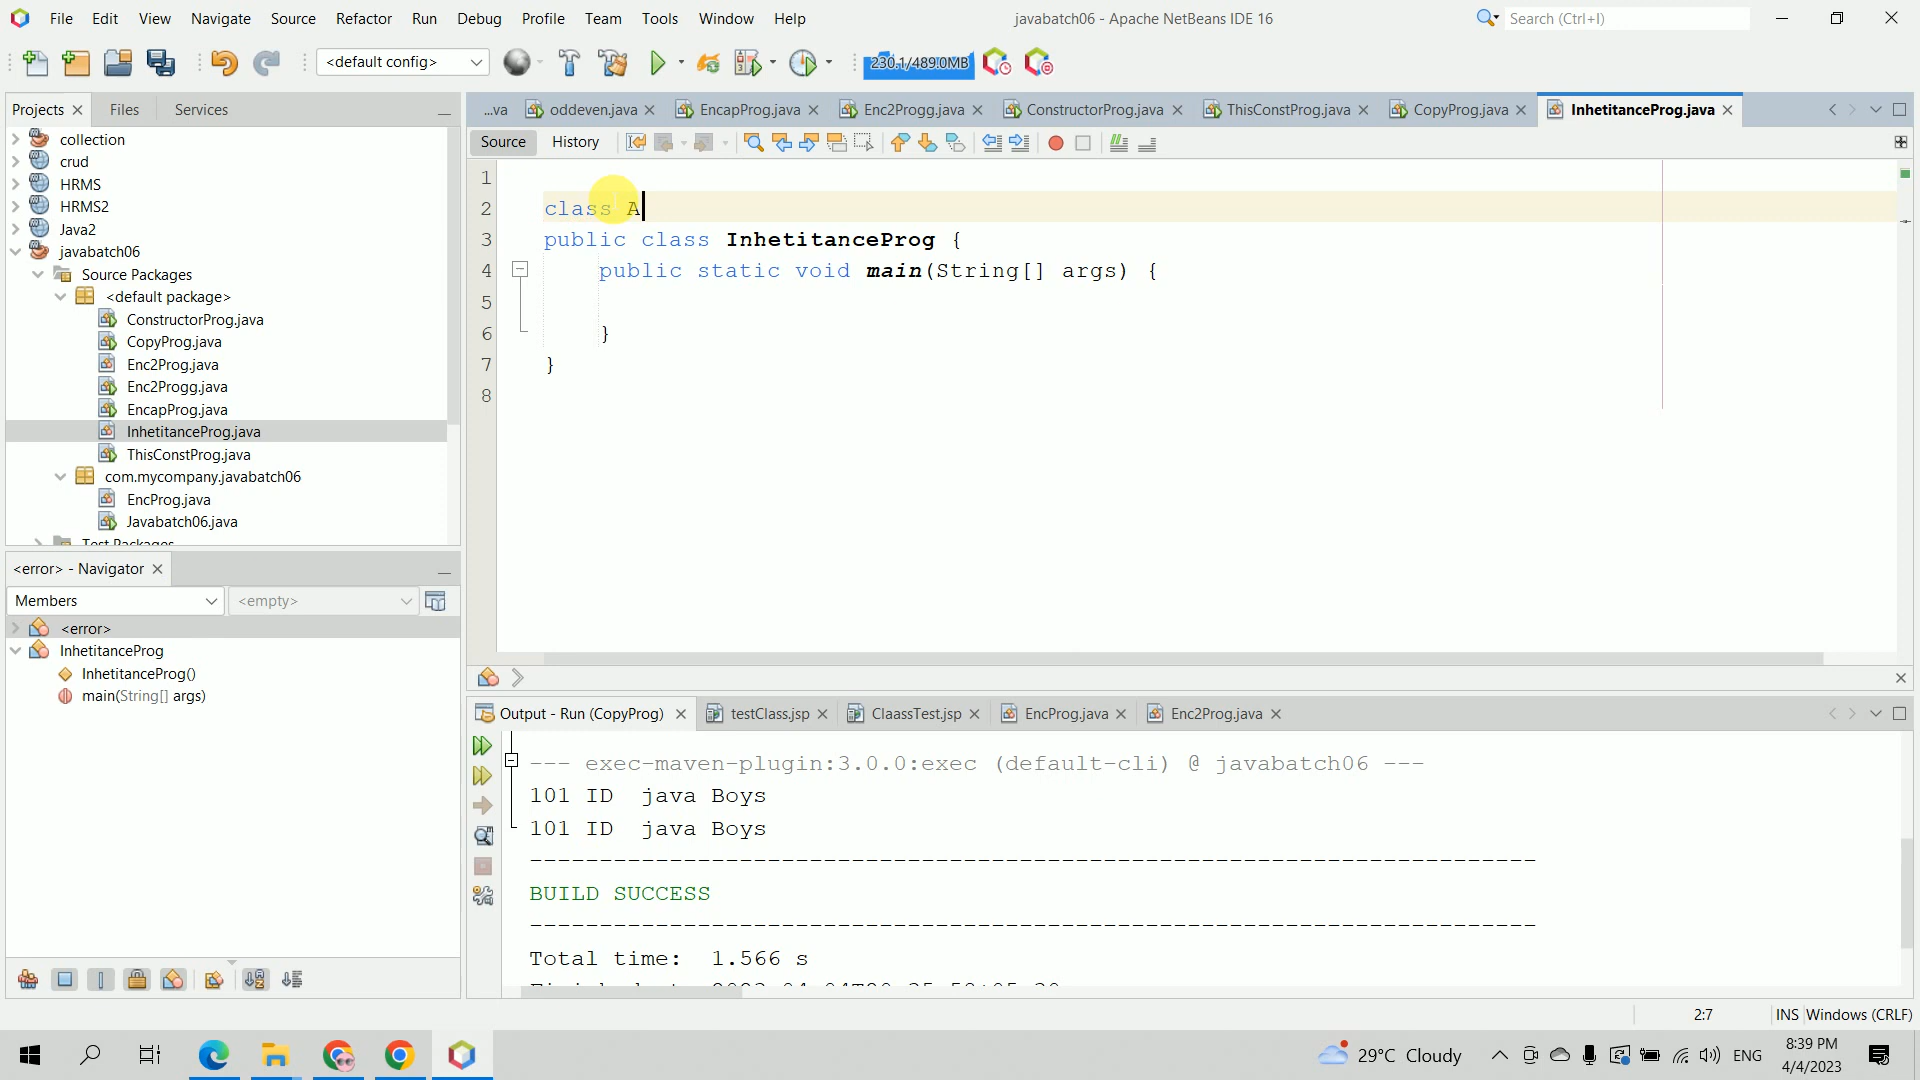 File Edit View Navigate Source Refactor Run Debug Profile Team Tools Window Help
javabatch06 - Apache NetBeans IDE 16
Search (Ctrl+I)
<default config>
230.1/489.0MB
Projects Files Services
collection
crud
HRMS
HRMS2
Java2
javabatch06
Source Packages
<default package>
ConstructorProg.java
CopyProg.java
Enc2Prog.java
Enc2Progg.java
EncapProg.java
InhetitanceProg.java
ThisConstProg.java
com.mycompany.javabatch06
EncProg.java
Javabatch06.java
Test Packages
<error> - Navigator
Members
<empty>
<error>
InhetitanceProg
InhetitanceProg()
main(String[] args)
...va oddeven.java EncapProg.java Enc2Progg.java ConstructorProg.java ThisConstProg.java CopyProg.java InhetitanceProg.java
Source History
1
2 class A
3 public class InhetitanceProg {
4 public static void main(String[] args) {
5
6 }
7 }
8
Output - Run (CopyProg) testClass.jsp ClaassTest.jsp EncProg.java Enc2Prog.java
--- exec-maven-plugin:3.0.0:exec (default-cli) @ javabatch06 ---
101 ID java Boys
101 ID java Boys
------------------------------------------------------------------------
BUILD SUCCESS
------------------------------------------------------------------------
Total time: 1.566 s
2:7 INS Windows (CRLF)
29°C Cloudy
ENG
8:39 PM
4/4/2023